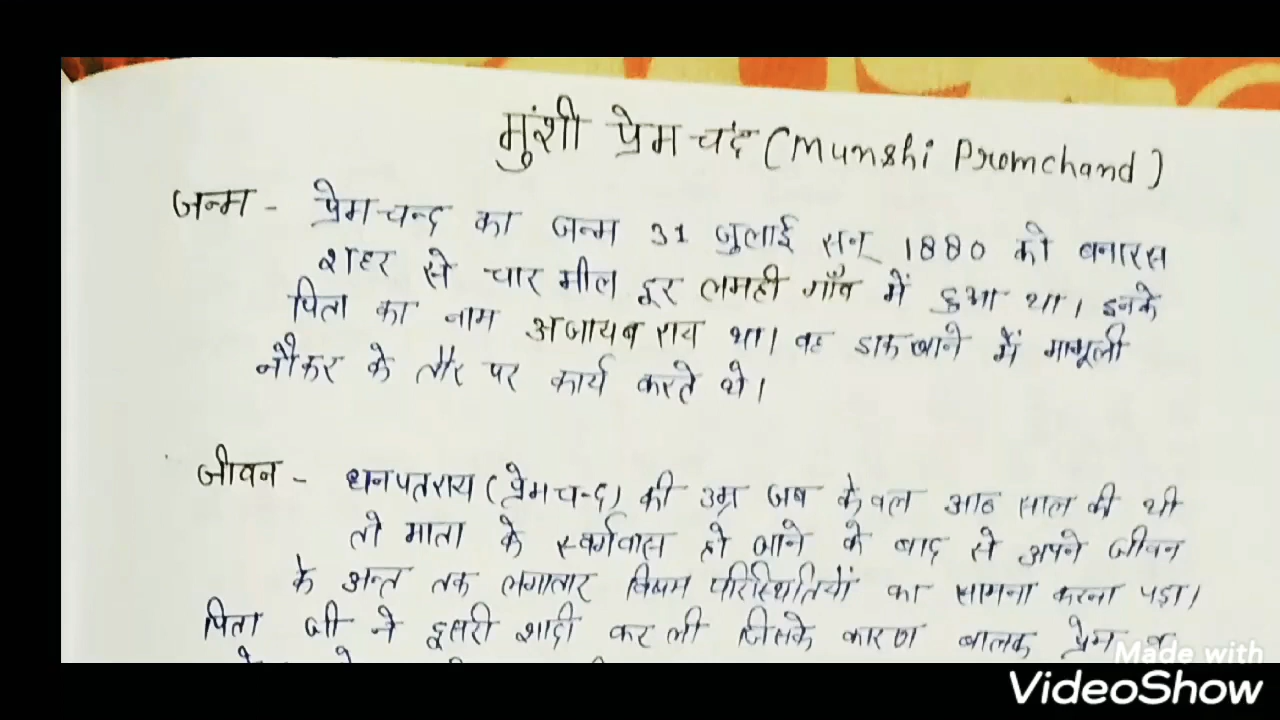 मुंशी प्रेमचंद (Munshi Premchand)
जन्म - प्रेमचन्द का जन्म 31 जुलाई सन् 1880 को बनारस
शहर से चार मील दूर लमही गाँव में हुआ था। इनके
पिता का नाम अजायब राय था। वह डाकखाने में मामूली
नौकर के तौर पर कार्य करते थे।
जीवन - धनपतराय (प्रेमचन्द) की उम्र जब केवल आठ साल की थी
तो माता के स्वर्गवास हो जाने के बाद से अपने जीवन
के अन्त तक लगातार विषम परिस्थितियों का सामना करना पड़ा।
पिता जी ने दूसरी शादी कर ली जिसके कारण बालक प्रेम व
Made with
VideoShow